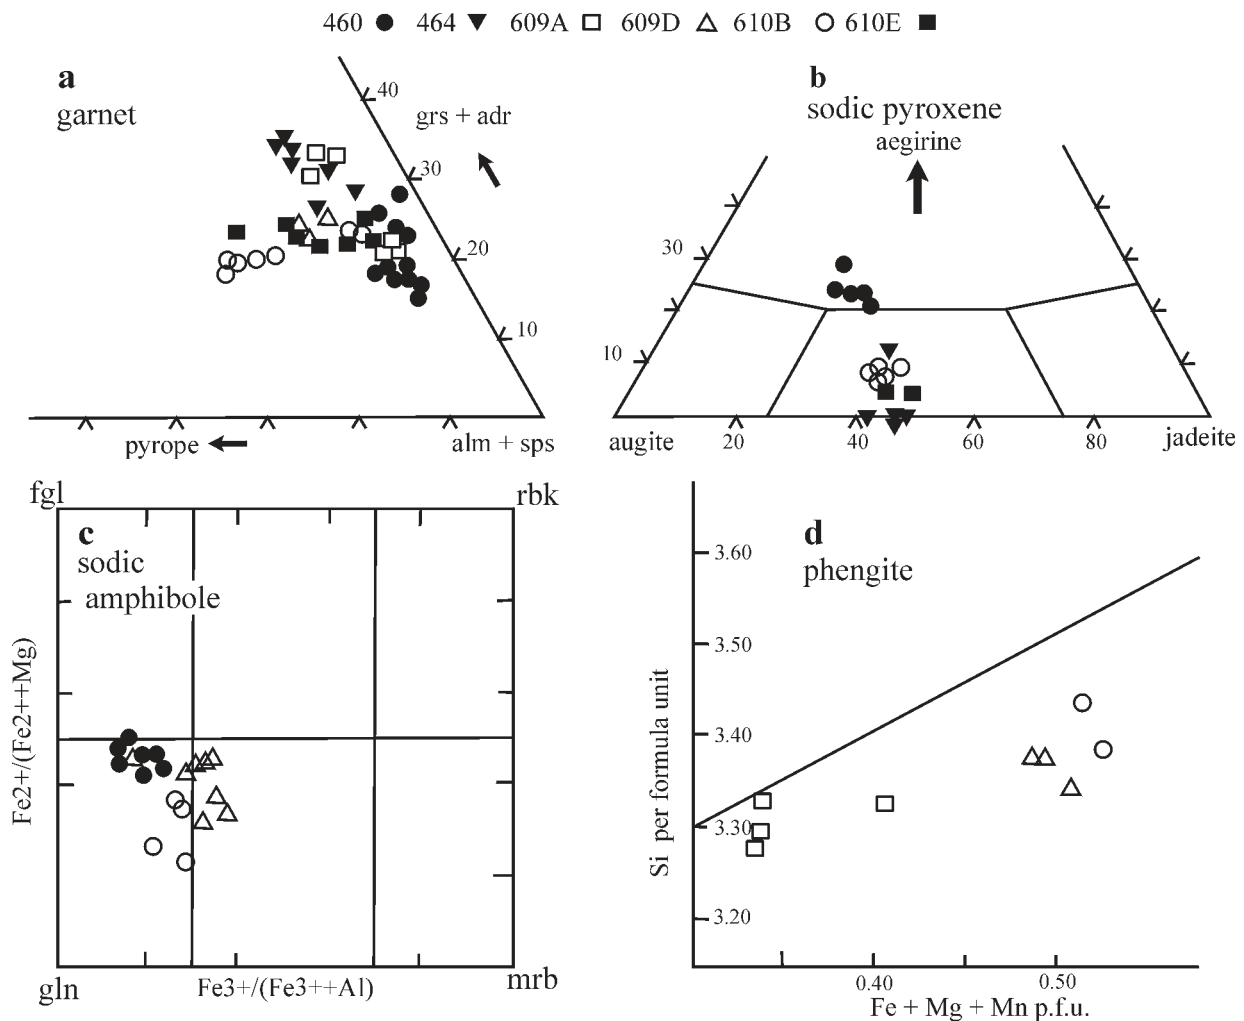 460 464 609A 609D 610B 610E
a
garnet
40
grs + adr
30
20
10
pyrope
alm + sps
b
sodic pyroxene
aegirine
30
10
augite
20
40
60
80
jadeite
fgl
rbk
c
sodic
amphibole
Fe2+/(Fe2++Mg)
gln
Fe3+/(Fe3++Al)
mrb
d
phengite
3.60
3.50
3.40
3.30
3.20
Si per formula unit
0.40
0.50
Fe + Mg + Mn p.f.u.